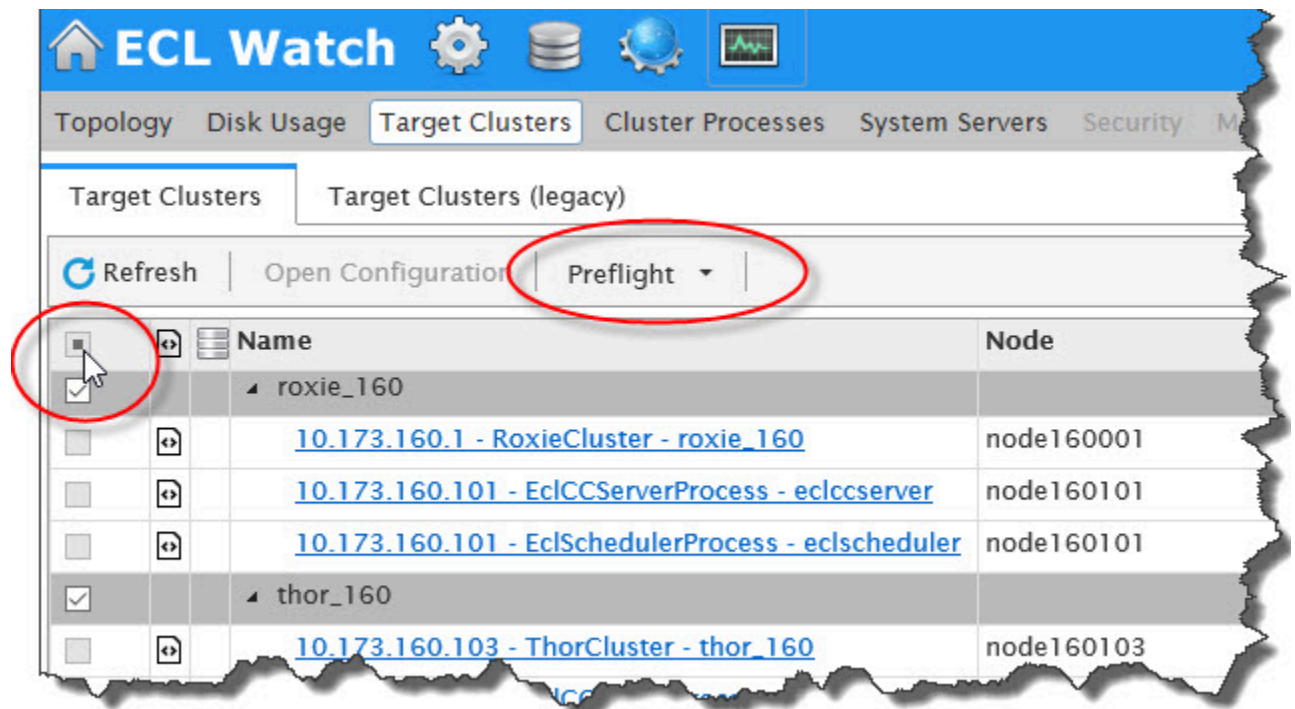 ECL Watch
Topology Disk Usage Target Clusters Cluster Processes System Servers Security
Target Clusters Target Clusters (legacy)
Refresh Open Configuration Preflight
Name Node
roxie_160
10.173.160.1 - RoxieCluster - roxie_160 node160001
10.173.160.101 - EclCCServerProcess - eclccserver node160101
10.173.160.101 - EclSchedulerProcess - eclscheduler node160101
thor_160
10.173.160.103 - ThorCluster - thor_160 node160103